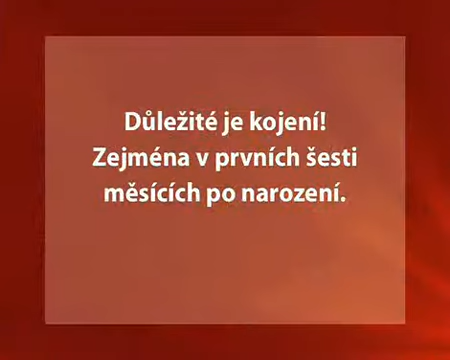 Důležité je kojení!
Zejména v prvních šesti
měsících po narození.